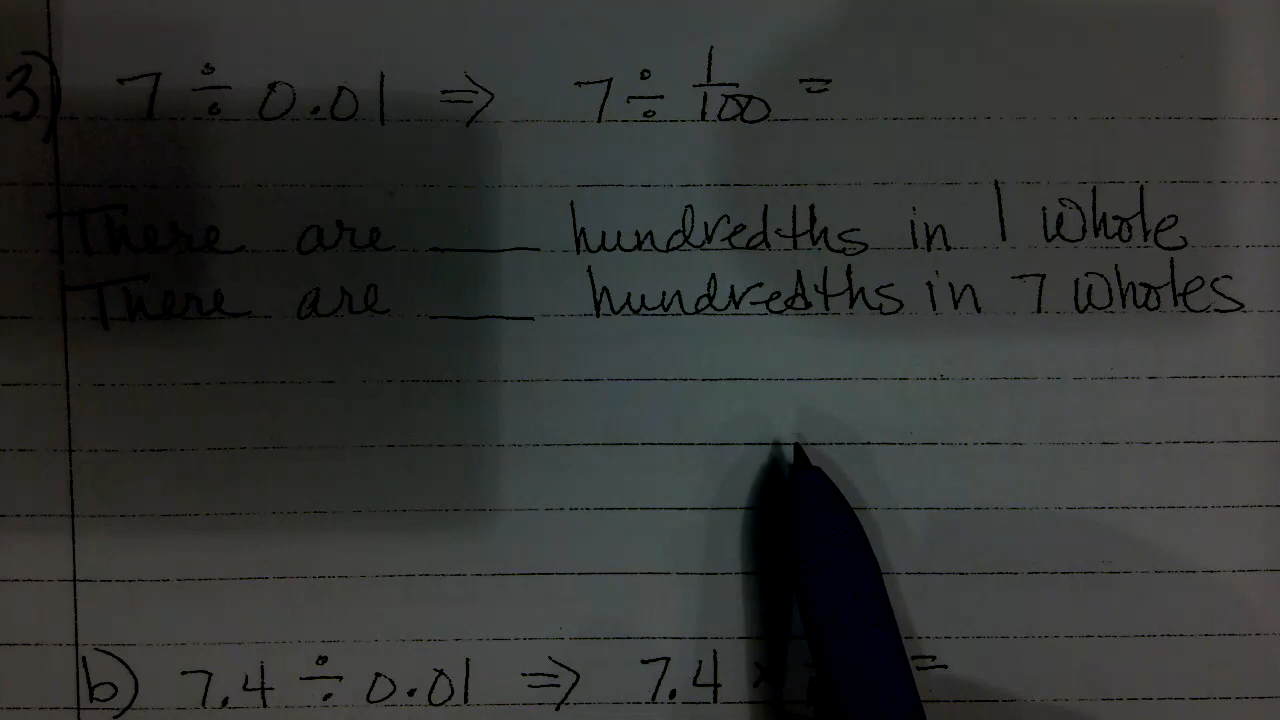 3) 7 ÷ 0.01 ⇒ 7 ÷ 1/100 =
There are ___ hundredths in 1 whole
There are ___ hundredths in 7 wholes
b) 7.4 ÷ 0.01 ⇒ 7.4 =